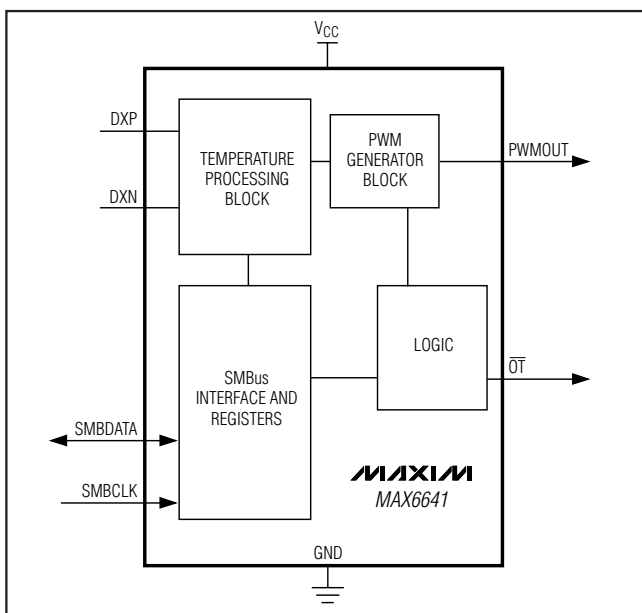 VCC
DXP
DXN
TEMPERATURE
PROCESSING
BLOCK
PWM
GENERATOR
BLOCK
PWMOUT
SMBus
INTERFACE AND
REGISTERS
LOGIC
OT
SMBDATA
SMBCLK
MAXIM
MAX6641
GND